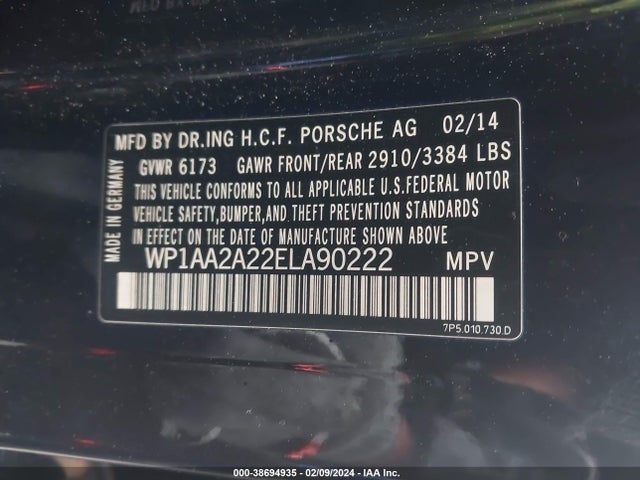 MFD BY DR.ING H.C.F. PORSCHE AG 02/14
GVWR 6173 GAWR FRONT/REAR 2910/3384 LBS
THIS VEHICLE CONFORMS TO ALL APPLICABLE U.S.FEDERAL MOTOR
VEHICLE SAFETY,BUMPER,AND THEFT PREVENTION STANDARDS
IN EFFECT ON THE DATE OF MANUFACTURE SHOWN ABOVE
MADE IN GERMANY
WP1AA2A22ELA90222 MPV
7P5.010.730.D
000-38694935 - 02/09/2024 - IAA Inc.